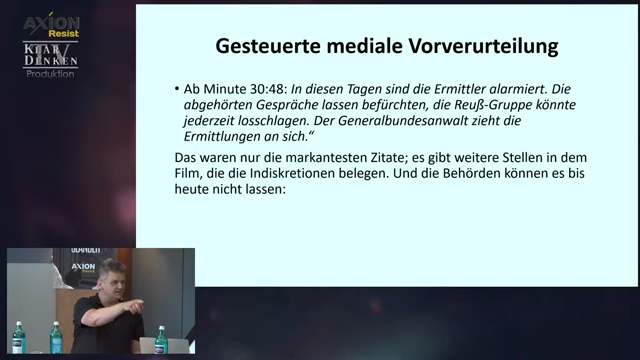 AXION
Resist
KLAR
DENKEN
TV
Produktion
Gesteuerte mediale Vorverurteilung
• Ab Minute 30:48: In diesen Tagen sind die Ermittler alarmiert. Die
abgehörten Gespräche lassen befürchten, die Reuß-Gruppe könnte
jederzeit losschlagen. Der Generalbundesanwalt zieht die
Ermittlungen an sich.“
Das waren nur die markantesten Zitate; es gibt weitere Stellen in dem
Film, die die Indiskretionen belegen. Und die Behörden können es bis
heute nicht lassen:
AXION
Resist